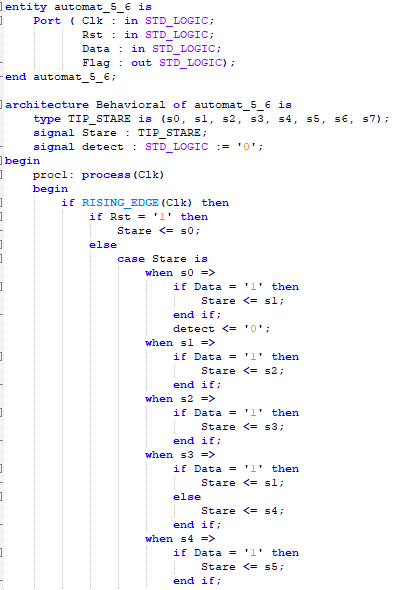 entity automat_5_6 is
    Port ( Clk : in STD_LOGIC;
           Rst : in STD_LOGIC;
           Data : in STD_LOGIC;
           Flag : out STD_LOGIC);
end automat_5_6;

architecture Behavioral of automat_5_6 is
    type TIP_STARE is (s0, s1, s2, s3, s4, s5, s6, s7);
    signal Stare : TIP_STARE;
    signal detect : STD_LOGIC := '0';
begin
    proc1: process(Clk)
    begin
        if RISING_EDGE(Clk) then
            if Rst = '1' then
                Stare <= s0;
            else
                case Stare is
                    when s0 =>
                        if Data = '1' then
                            Stare <= s1;
                        end if;
                        detect <= '0';
                    when s1 =>
                        if Data = '1' then
                            Stare <= s2;
                        end if;
                    when s2 =>
                        if Data = '1' then
                            Stare <= s3;
                        end if;
                    when s3 =>
                        if Data = '1' then
                            Stare <= s1;
                        else
                            Stare <= s4;
                        end if;
                    when s4 =>
                        if Data = '1' then
                            Stare <= s5;
                        end if;